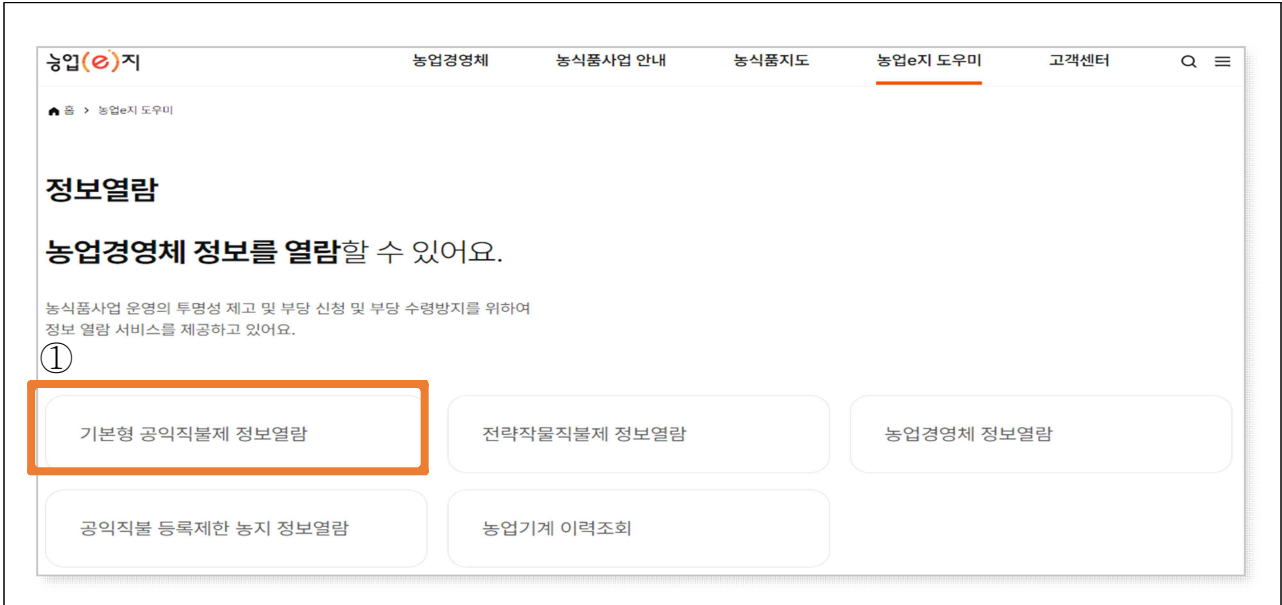 농업(e)지
농업경영체 농식품사업 안내 농식품지도 농업e지 도우미 고객센터
홈 > 농업e지 도우미
정보열람
농업경영체 정보를 열람할 수 있어요.
농식품사업 운영의 투명성 제고 및 부당 신청 및 부당 수령방지를 위하여
정보 열람 서비스를 제공하고 있어요.
①
기본형 공익직불제 정보열람 전략작물직불제 정보열람 농업경영체 정보열람
공익직불 등록제한 농지 정보열람 농업기계 이력조회